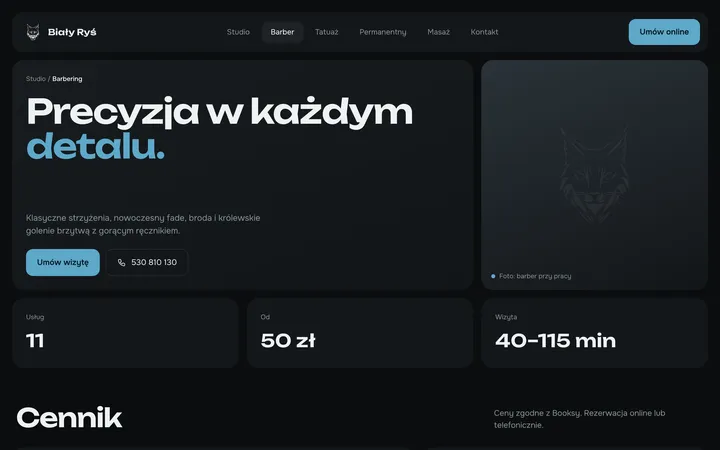 Biały Ryś
Studio
Barber
Tatuaż
Permanentny
Masaż
Kontakt
Umów online
Studio / Barbering
Precyzja w każdym
detalu.
Klasyczne strzyżenia, nowoczesny fade, broda i królewskie
golenie brzytwą z gorącym ręcznikiem.
Umów wizytę
530 810 130
Foto: barber przy pracy
Usług
11
Od
50 zł
Wizyta
40–115 min
Cennik
Ceny zgodne z Booksy. Rezerwacja online lub
telefonicznie.